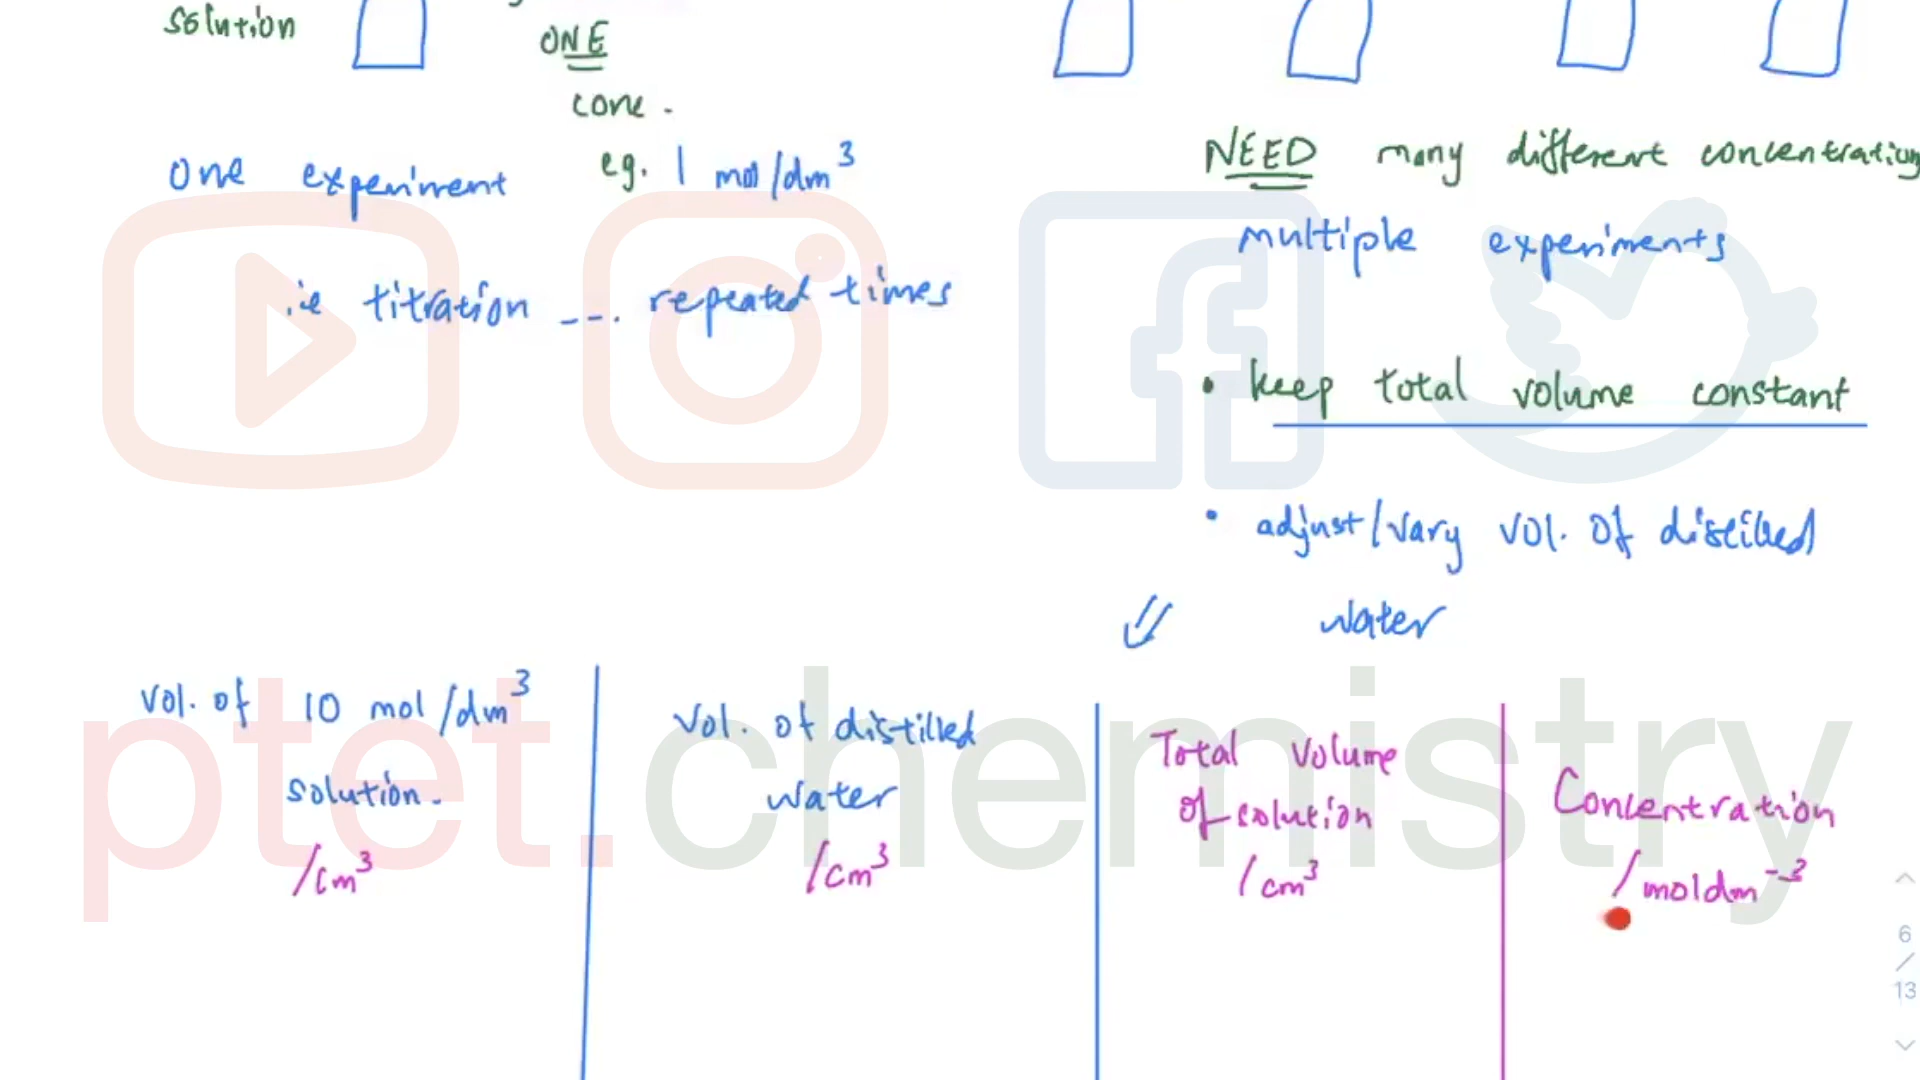 solution
ONE
conc.
one experiment
eg. 1 mol/dm³
NEED many different concentrations
multiple experiments
ie titration ---. repeated times
• keep total volume constant
• adjust/vary vol. of distilled
water
vol. of 10 mol/dm³
solution.
/cm³
vol. of distilled
water
/cm³
Total volume
of solution
/cm³
Concentration
/moldm⁻³
ptet.chemistry
6
/
13